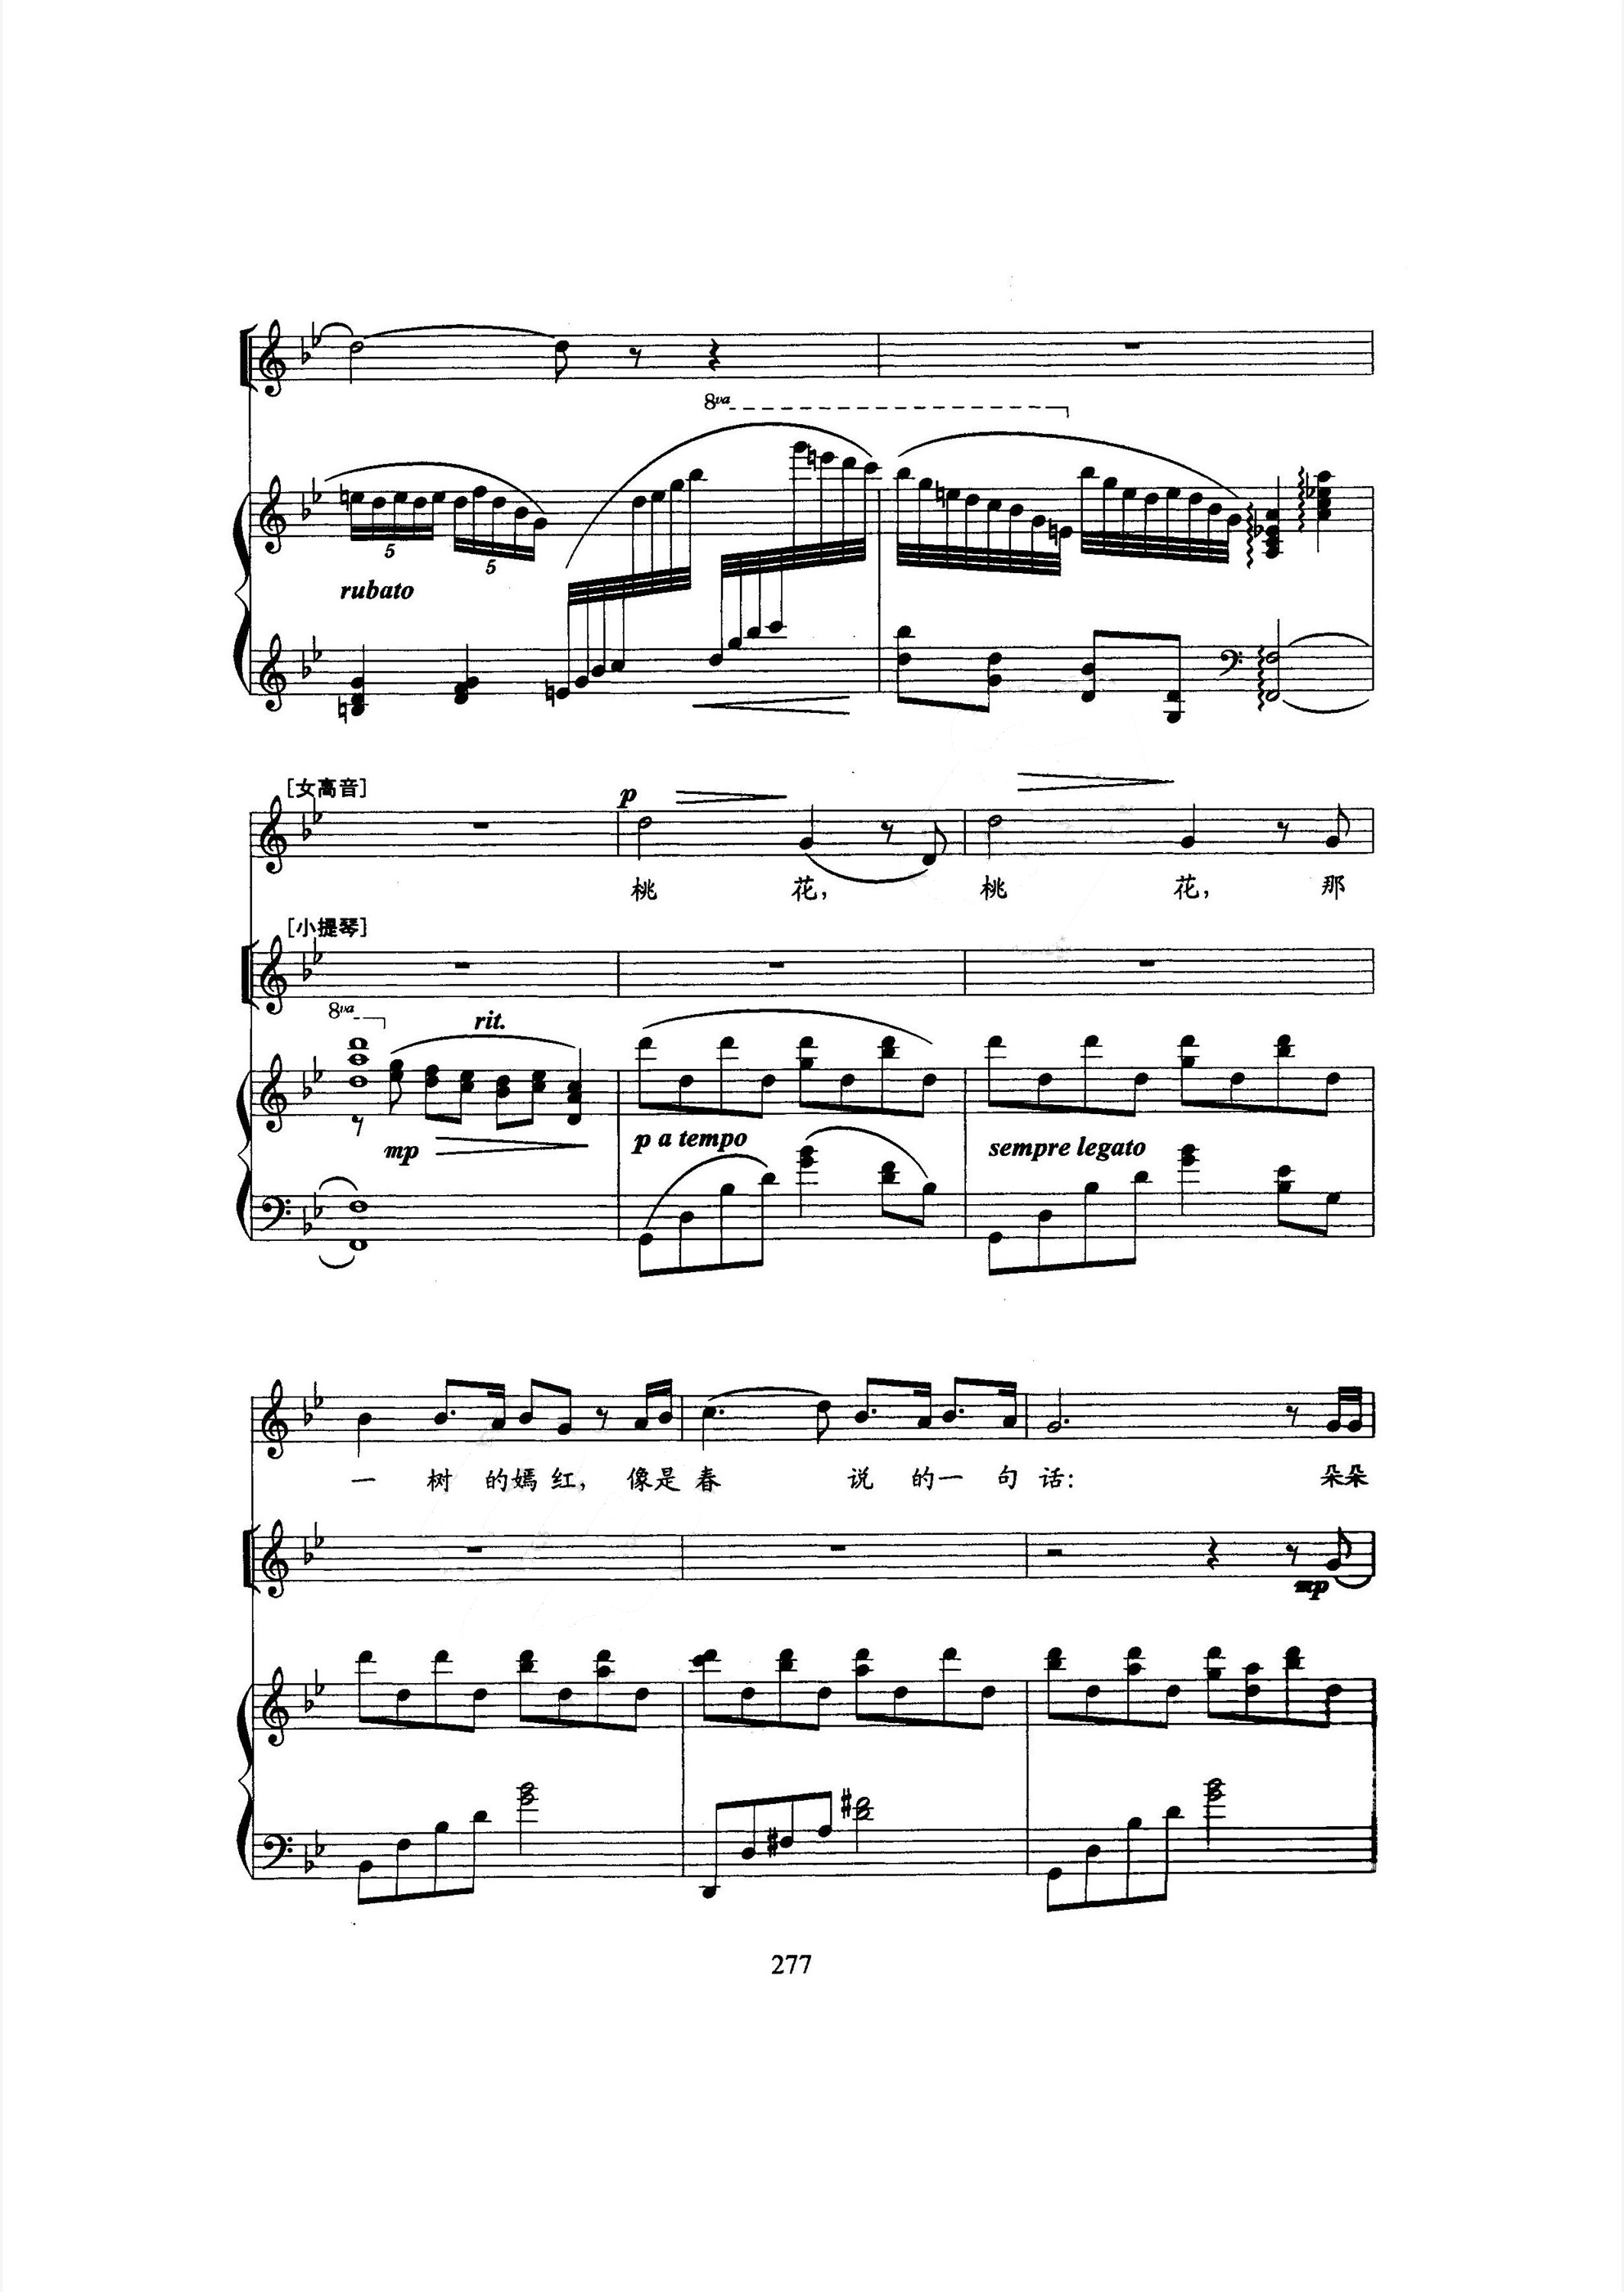 8va
5
5
rubato
[女高音]
p
桃 花， 桃 花， 那
[小提琴]
8va
rit.
mp
p a tempo
sempre legato
一 树 的嫣 红， 像是 春 说 的一 句 话： 朵朵
mp
277